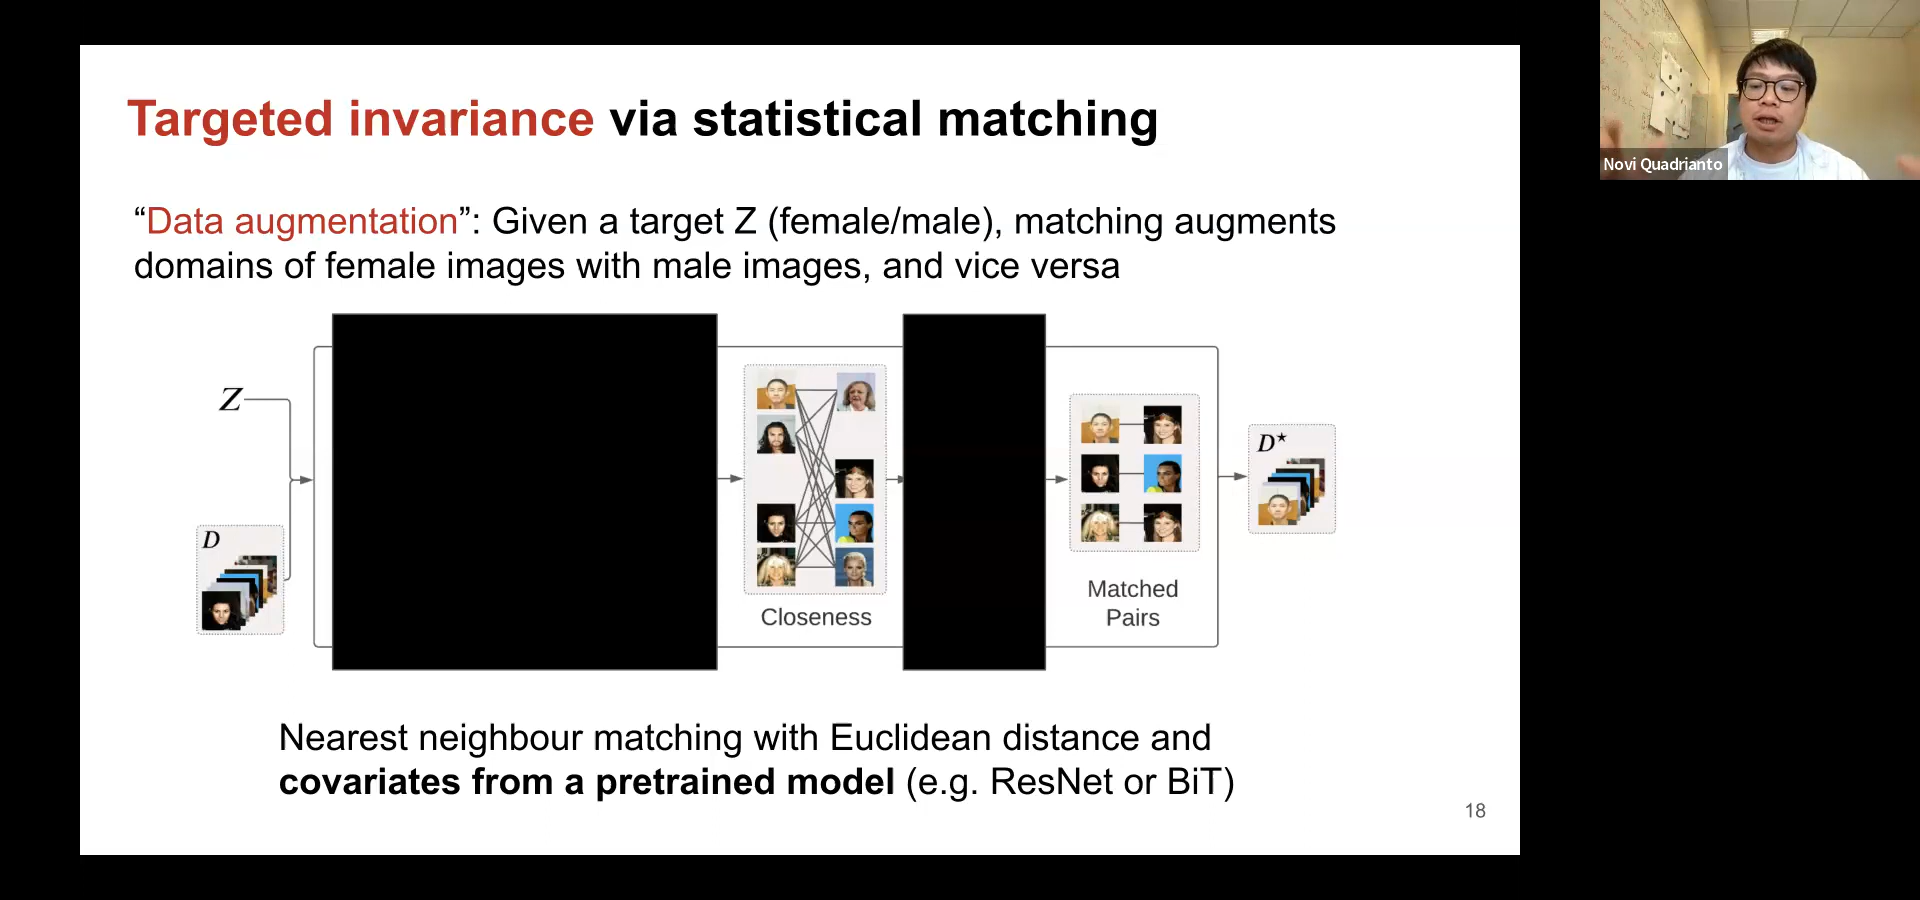 Targeted invariance via statistical matching
“Data augmentation”: Given a target Z (female/male), matching augments
domains of female images with male images, and vice versa
Z
D
Closeness
Matched
Pairs
D★
Nearest neighbour matching with Euclidean distance and
covariates from a pretrained model (e.g. ResNet or BiT)
18
Novi Quadrianto